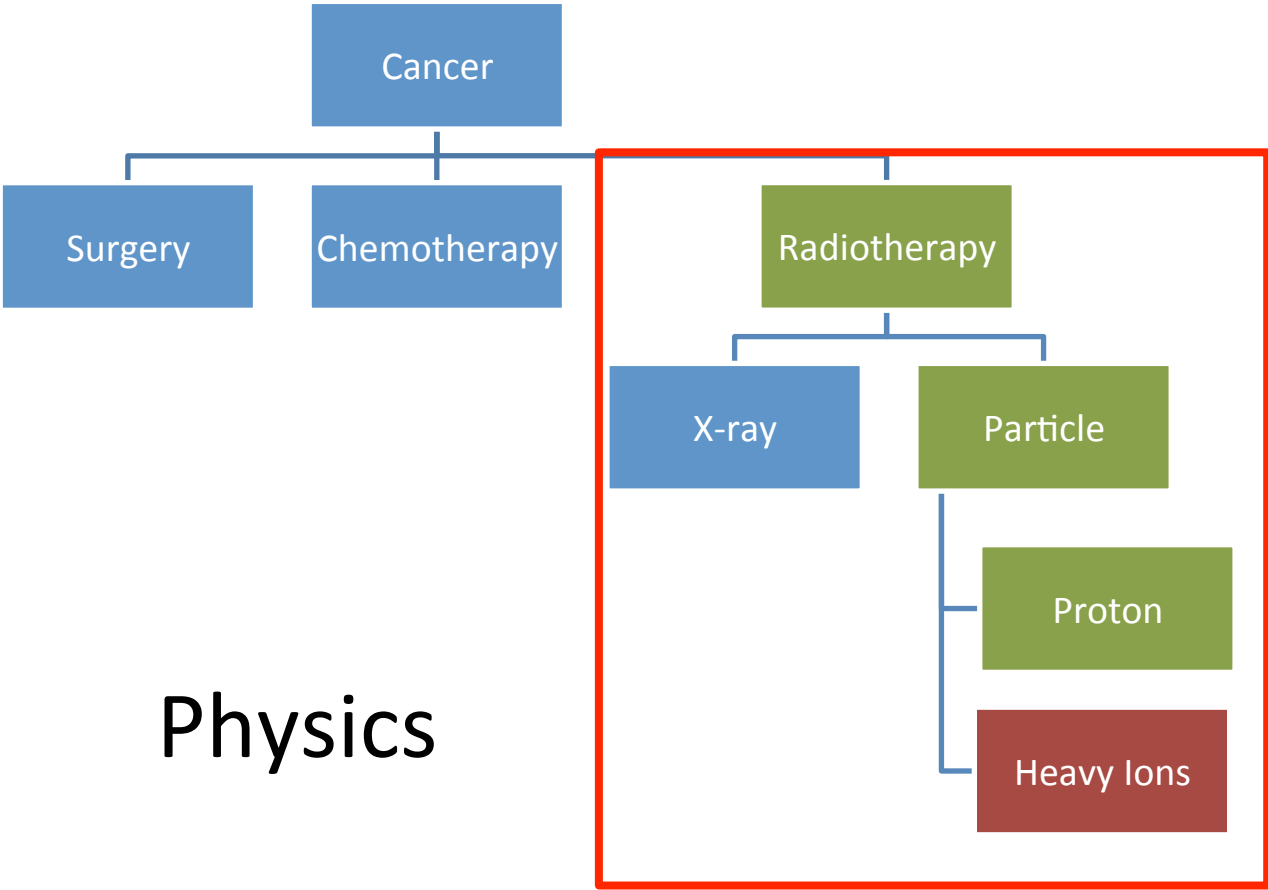 Cancer
Surgery
Chemotherapy
Radiotherapy
X-ray
Particle
Proton
Physics
Heavy Ions